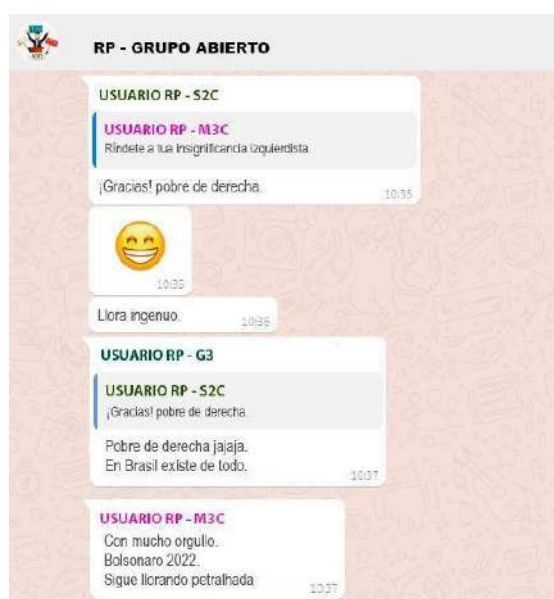 RP - GRUPO ABIERTO
USUARIO RP - S2C
USUARIO RP - M3C
Ríndete a tua insignificancia izquierdista
¡Gracias! pobre de derecha.
10:35
10:35
Llora ingenuo.
10:36
USUARIO RP - G3
USUARIO RP - S2C
¡Gracias! pobre de derecha.
Pobre de derecha jajaja.
En Brasil existe de todo.
10:37
USUARIO RP - M3C
Con mucho orgullo.
Bolsonaro 2022.
Sigue llorando petralhada
10:37